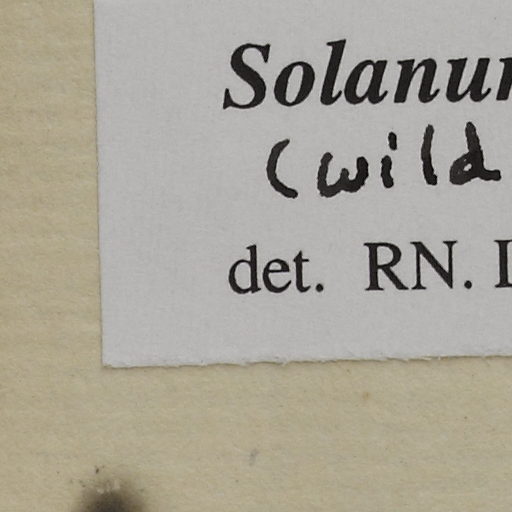 Solanu
(wild
det. RN.